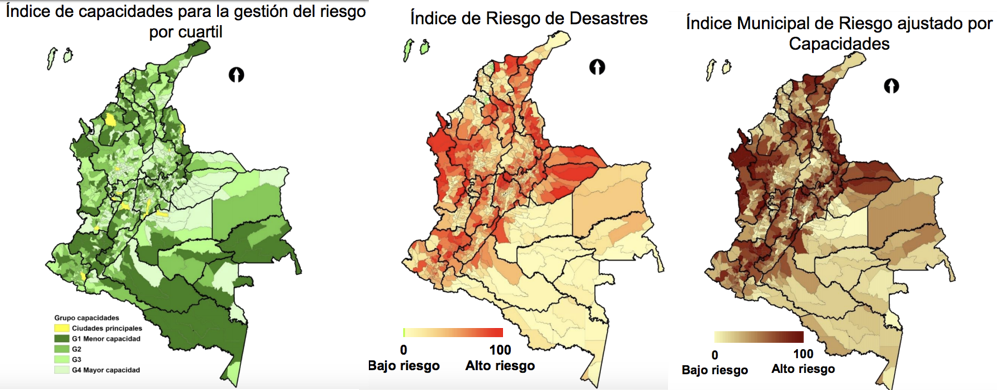 Índice de capacidades para la gestión del riesgo
por cuartil
Grupo capacidades
Ciudades principales
G1 Menor capacidad
G2
G3
G4 Mayor capacidad
Índice de Riesgo de Desastres
0 100
Bajo riesgo Alto riesgo
Índice Municipal de Riesgo ajustado por
Capacidades
0 100
Bajo riesgo Alto riesgo